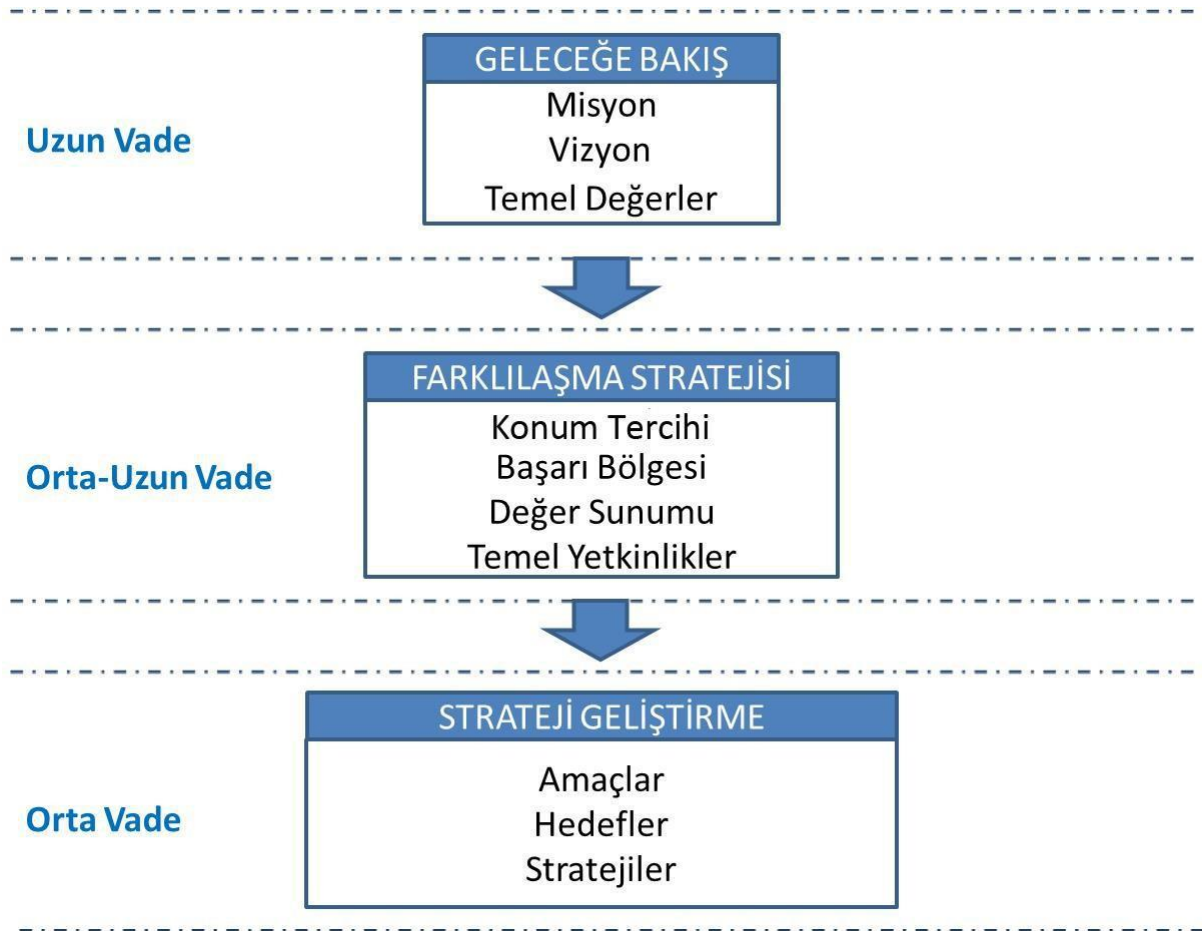 GELECEĞE BAKIŞ
Misyon
Uzun Vade
Vizyon
Temel Değerler
FARKLILAŞMA STRATEJİSİ
Konum Tercihi
Başarı Bölgesi
Orta-Uzun Vade
Değer Sunumu
Temel Yetkinlikler
STRATEJİ GELİŞTİRME
Amaçlar
Orta Vade
Hedefler
Stratejiler